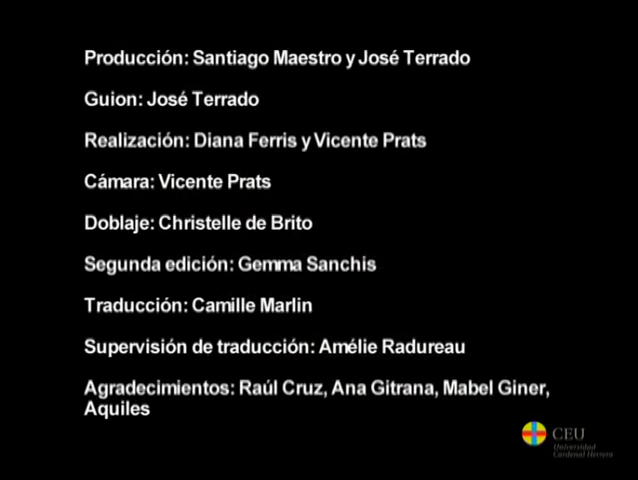 Producción: Santiago Maestro y José Terrado
Guion: José Terrado
Realización: Diana Ferris y Vicente Prats
Cámara: Vicente Prats
Doblaje: Christelle de Brito
Segunda edición: Gemma Sanchis
Traducción: Camille Marlin
Supervisión de traducción: Amélie Radureau
Agradecimientos: Raúl Cruz, Ana Gitrana, Mabel Giner,
Aquiles
CEU
Universidad
Cardenal Herrera